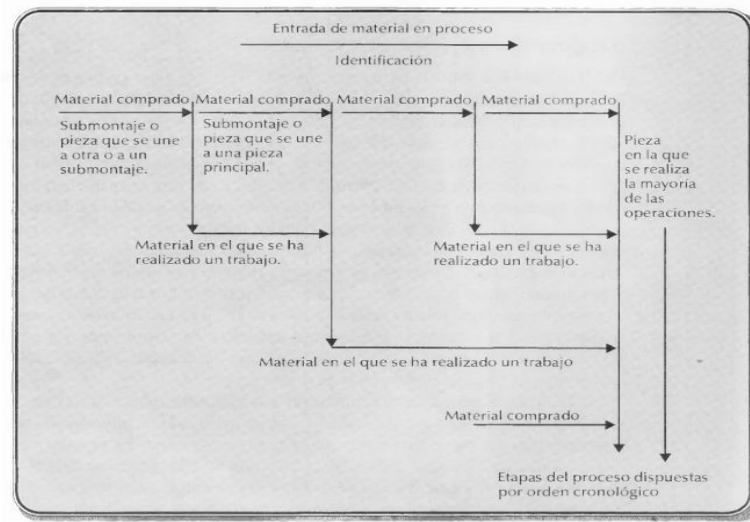 Entrada de material en proceso
Identificación
Material comprado
Material comprado
Material comprado
Material comprado
Submontaje o
pieza que se une
a otra o a un
submontaje.
Submontaje o
pieza que se une
a una pieza
principal.
Pieza
en la que
se realiza
la mayoría
de las
operaciones.
Material en el que se ha
realizado un trabajo.
Material en el que se ha
realizado un trabajo.
Material en el que se ha realizado un trabajo
Material comprado
Etapas del proceso dispuestas
por orden cronológico